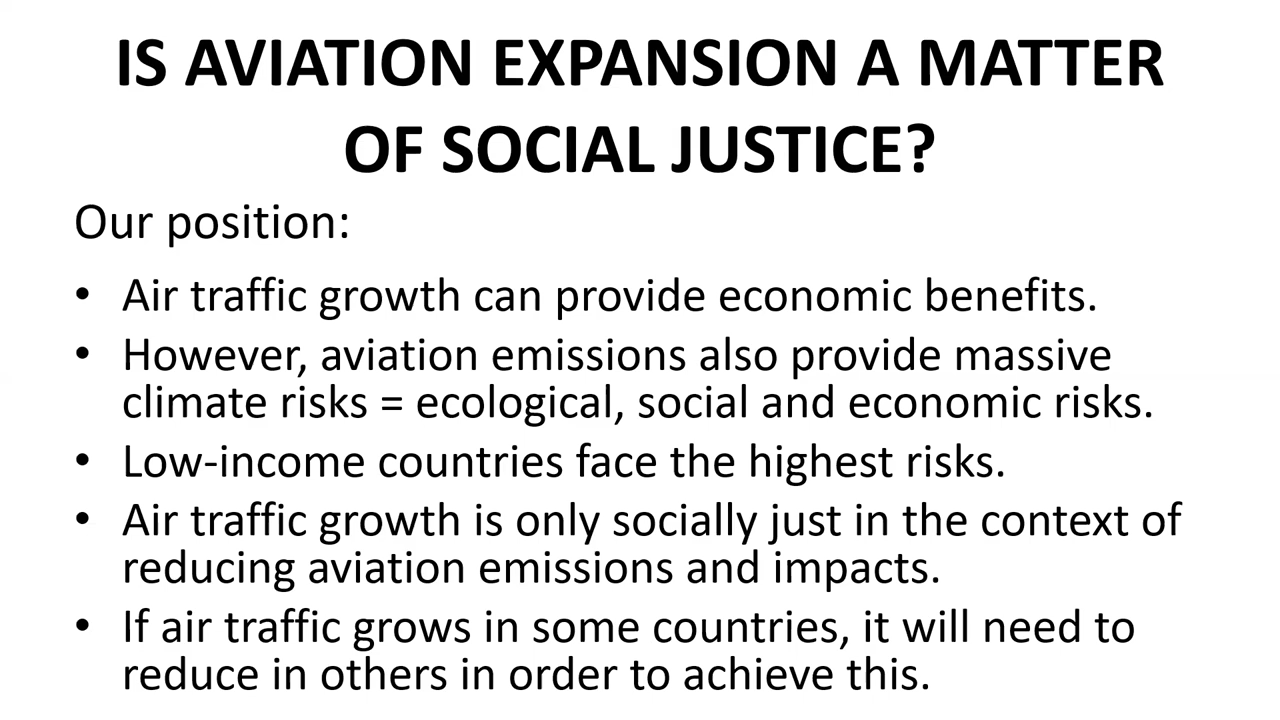 IS AVIATION EXPANSION A MATTER
OF SOCIAL JUSTICE?
Our position:
• Air traffic growth can provide economic benefits.
• However, aviation emissions also provide massive
climate risks = ecological, social and economic risks.
• Low-income countries face the highest risks.
• Air traffic growth is only socially just in the context of
reducing aviation emissions and impacts.
• If air traffic grows in some countries, it will need to
reduce in others in order to achieve this.